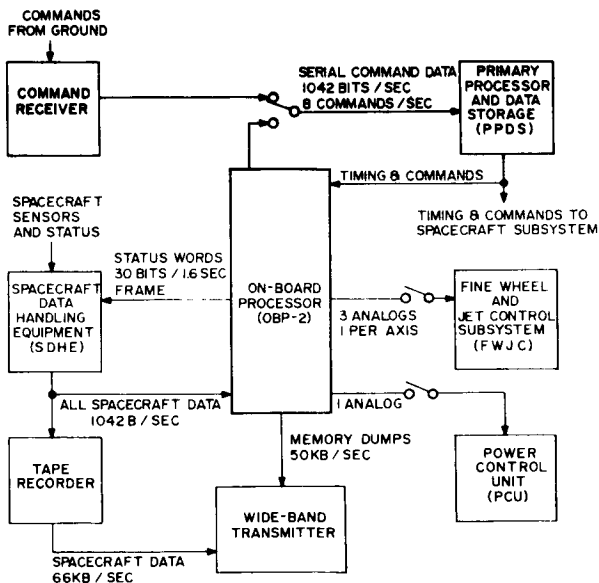 COMMANDS
FROM GROUND
COMMAND
RECEIVER
SERIAL COMMAND DATA
1042 BITS / SEC
8 COMMANDS / SEC
PRIMARY
PROCESSOR
AND DATA
STORAGE
(PPDS)
TIMING & COMMANDS
TIMING & COMMANDS TO
SPACECRAFT SUBSYSTEM
SPACECRAFT
SENSORS
AND STATUS
STATUS WORDS
30 BITS / 1.6 SEC
FRAME
SPACECRAFT
DATA
HANDLING
EQUIPMENT
(SDHE)
ON-BOARD
PROCESSOR
(OBP-2)
3 ANALOGS
1 PER AXIS
FINE WHEEL
AND
JET CONTROL
SUBSYSTEM
(FWJC)
ALL SPACECRAFT DATA
1042 B / SEC
1 ANALOG
TAPE
RECORDER
MEMORY DUMPS
50KB / SEC
POWER
CONTROL
UNIT
(PCU)
WIDE-BAND
TRANSMITTER
SPACECRAFT DATA
66KB / SEC